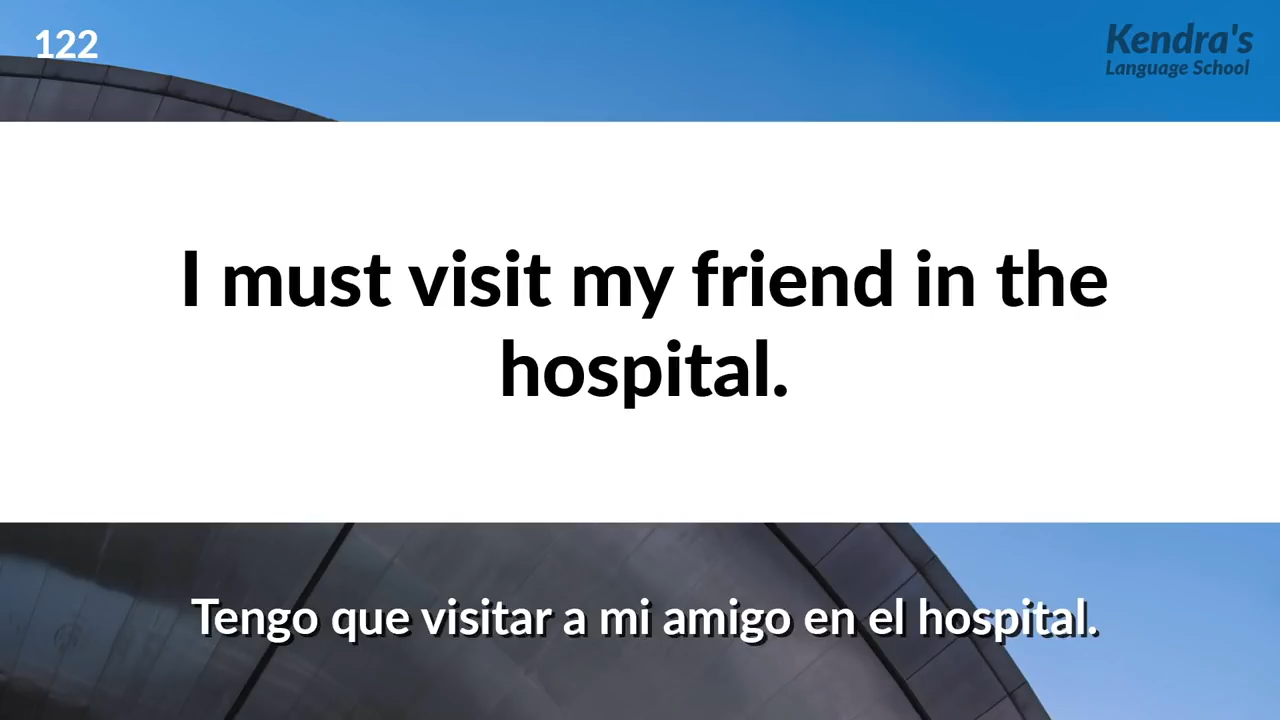 122
Kendra's
Language School
I must visit my friend in the
hospital.
Tengo que visitar a mi amigo en el hospital.